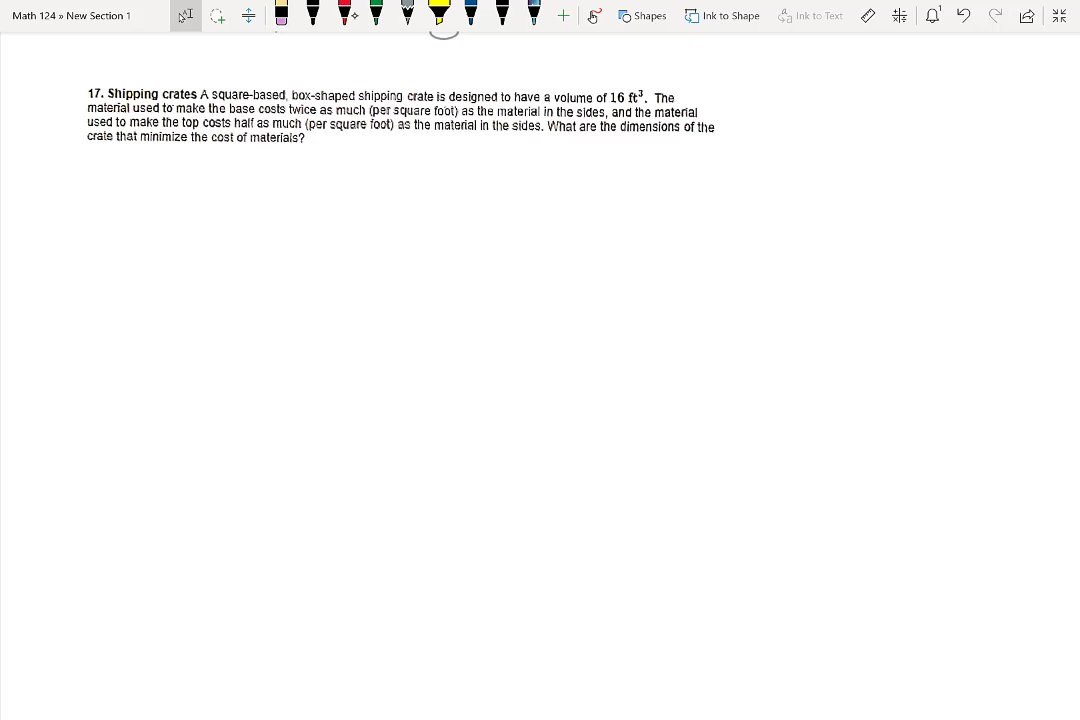 Math 124 » New Section 1
Shapes
Ink to Shape
Ink to Text
1
17. Shipping crates A square-based, box-shaped shipping crate is designed to have a volume of 16 ft³. The
material used to make the base costs twice as much (per square foot) as the material in the sides, and the material
used to make the top costs half as much (per square foot) as the material in the sides. What are the dimensions of the
crate that minimize the cost of materials?